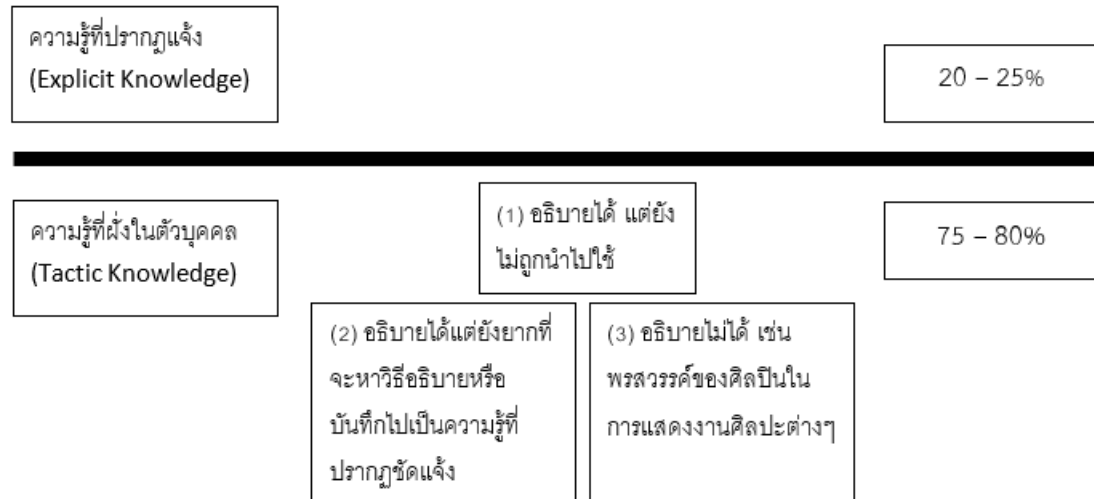 ความรู้ที่ปรากฏแจ้ง
(Explicit Knowledge)
20 – 25%
ความรู้ที่ฝั่งในตัวบุคคล
(Tactic Knowledge)
(1) อธิบายได้ แต่ยัง
ไม่ถูกนำไปใช้
75 – 80%
(2) อธิบายได้แต่ยังยากที่
จะหาวิธีอธิบายหรือ
บันทึกไปเป็นความรู้ที่
ปรากฏชัดแจ้ง
(3) อธิบายไม่ได้ เช่น
พรสวรรค์ของศิลปินใน
การแสดงงานศิลปะต่างๆ